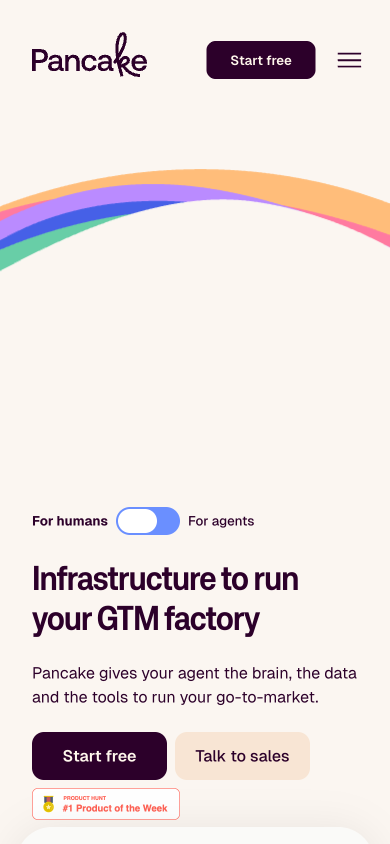 Pancake
Start free
For humans
For agents
Infrastructure to run
your GTM factory
Pancake gives your agent the brain, the data
and the tools to run your go-to-market.
Start free
Talk to sales
PRODUCT HUNT
#1 Product of the Week